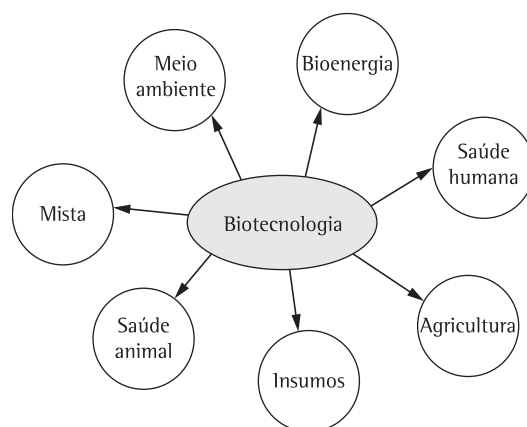 Meio
ambiente
Bioenergia
Saúde
humana
Mista
Biotecnologia
Saúde
animal
Insumos
Agricultura